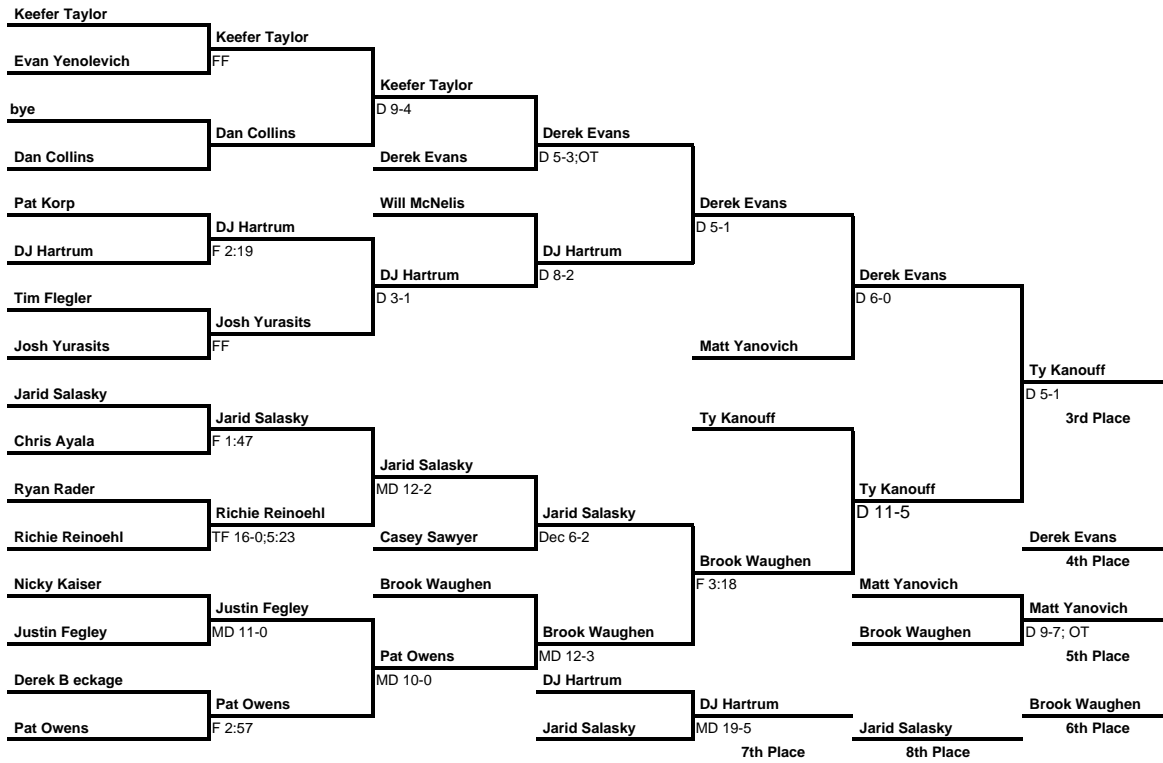 Keefer Taylor
Keefer Taylor
Evan Yenolevich
FF
Keefer Taylor
bye
D 9-4
Dan Collins
Derek Evans
Dan Collins
Derek Evans
D 5-3;OT
Pat Korp
Will McNelis
Derek Evans
DJ Hartrum
D 5-1
DJ Hartrum
F 2:19
DJ Hartrum
DJ Hartrum
D 8-2
Derek Evans
Tim Flegler
D 3-1
D 6-0
Josh Yurasits
Josh Yurasits
FF
Matt Yanovich
Ty Kanouff
Jarid Salasky
D 5-1
Jarid Salasky
Ty Kanouff
3rd Place
Chris Ayala
F 1:47
Jarid Salasky
Ryan Rader
MD 12-2
Ty Kanouff
Richie Reinoehl
Jarid Salasky
D 11-5
Richie Reinoehl
TF 16-0;5:23
Casey Sawyer
Dec 6-2
Derek Evans
Brook Waughen
4th Place
Nicky Kaiser
Brook Waughen
F 3:18
Matt Yanovich
Justin Fegley
Matt Yanovich
Justin Fegley
MD 11-0
Brook Waughen
Brook Waughen
D 9-7; OT
Pat Owens
MD 12-3
5th Place
Derek B eckage
MD 10-0
DJ Hartrum
Pat Owens
DJ Hartrum
Brook Waughen
Pat Owens
F 2:57
Jarid Salasky
MD 19-5
Jarid Salasky
6th Place
7th Place
8th Place